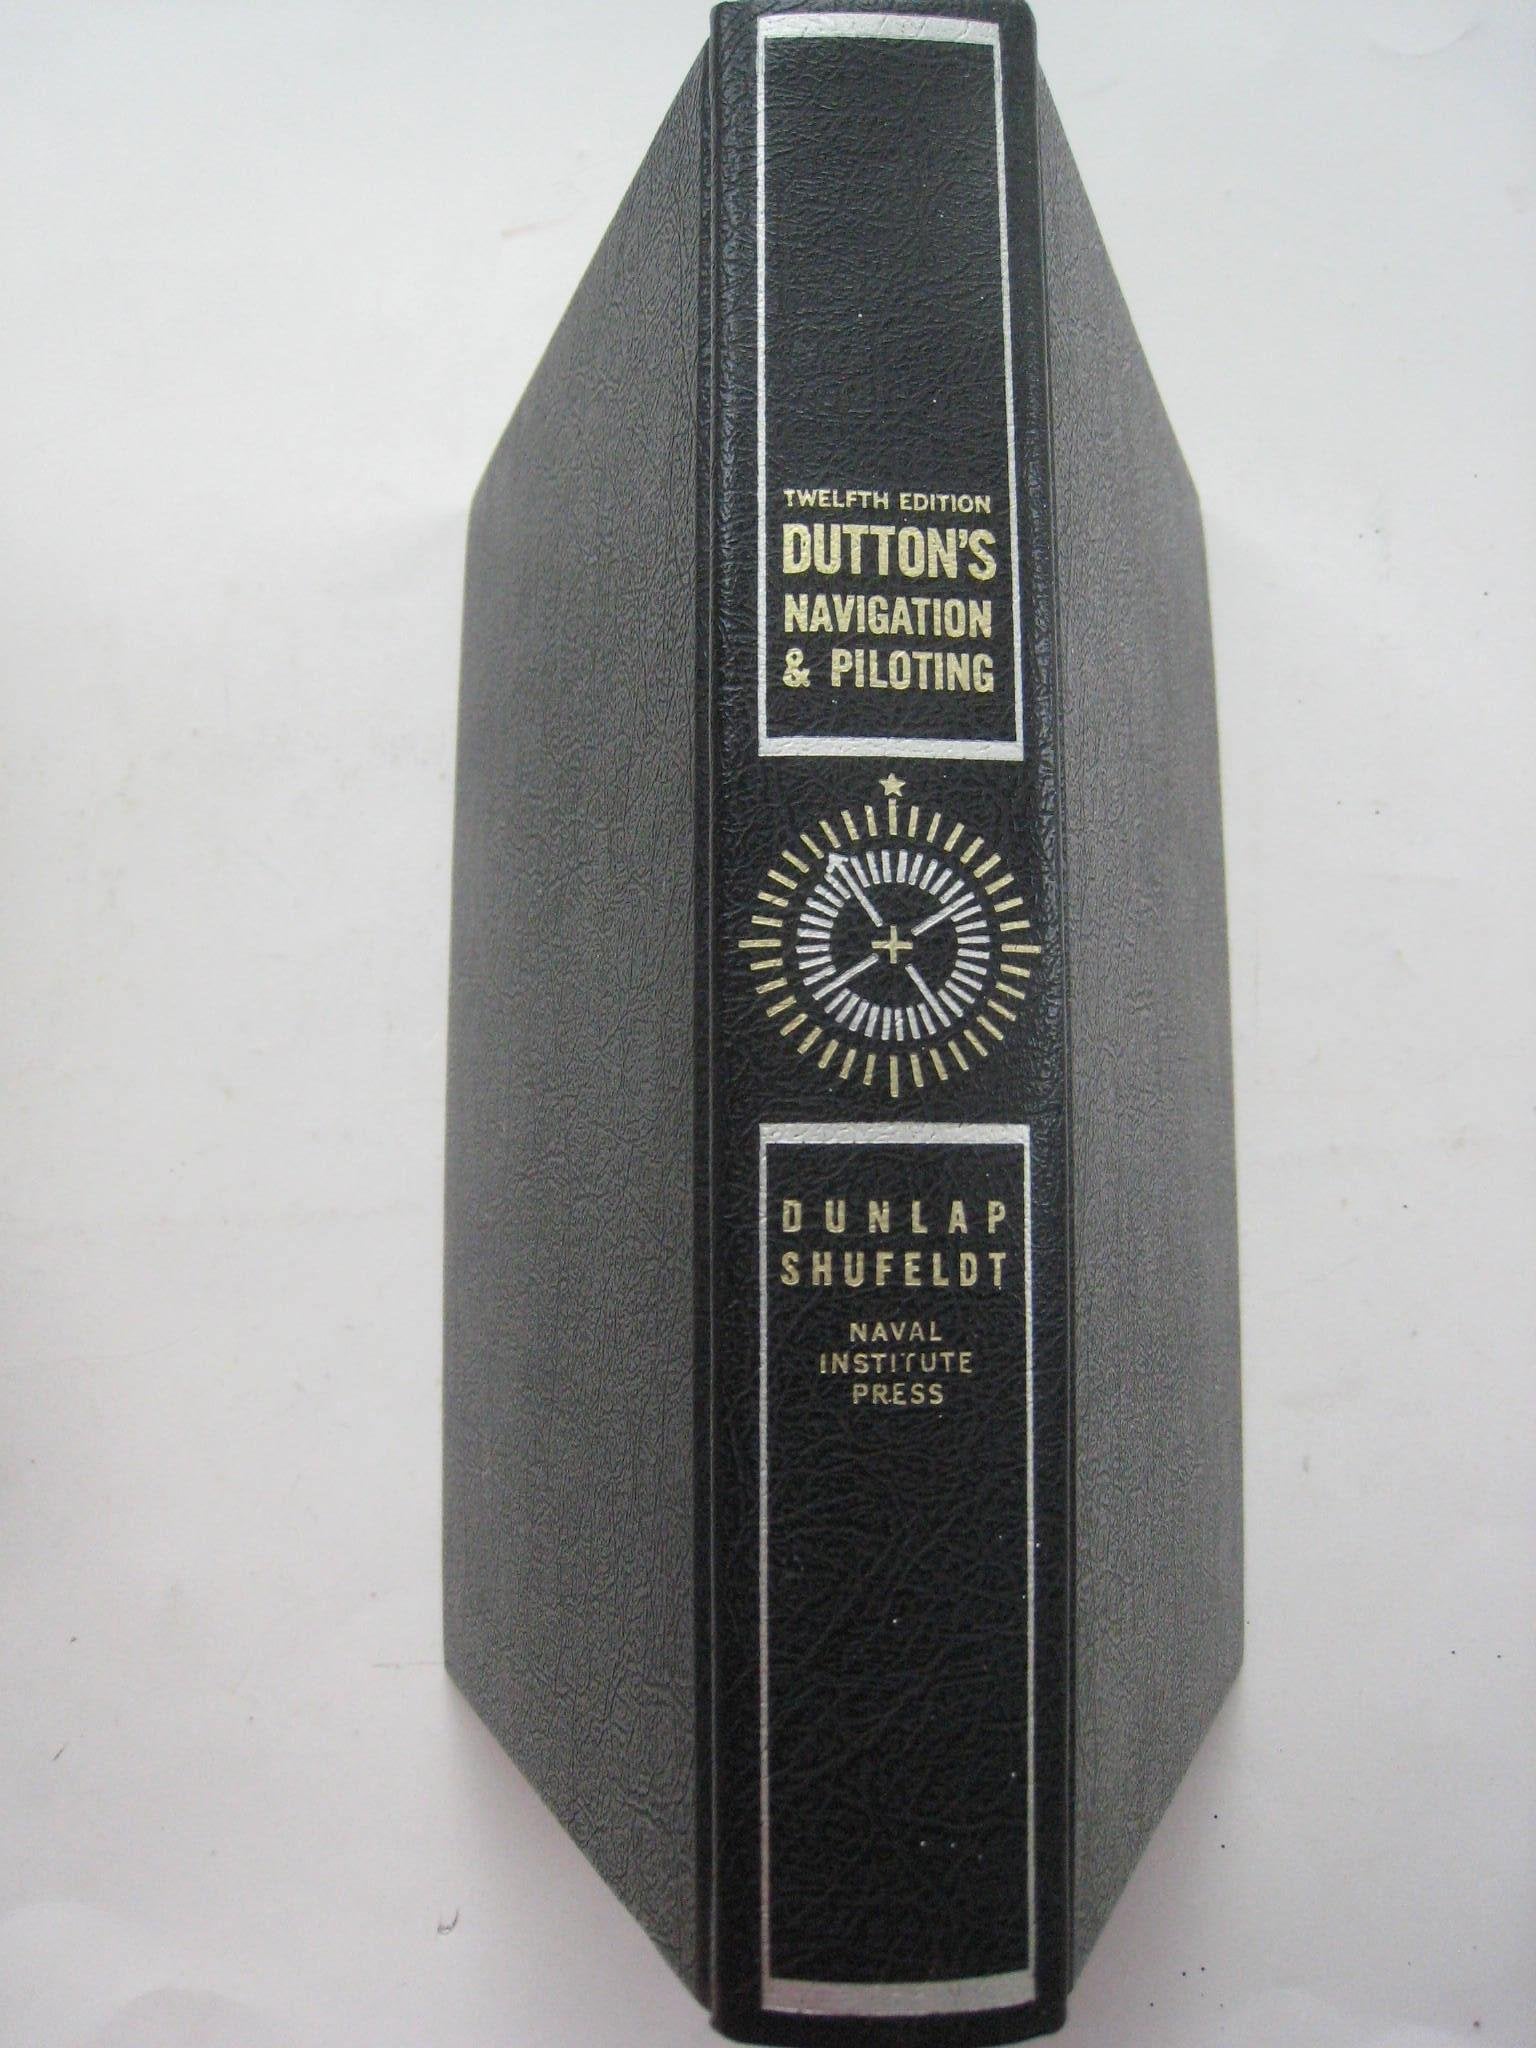 TWELFTH EDITION
DUTTON'S
NAVIGATION
& PILOTING
DUNLAP
SHUFELDT
NAVAL
INSTITUTE
PRESS